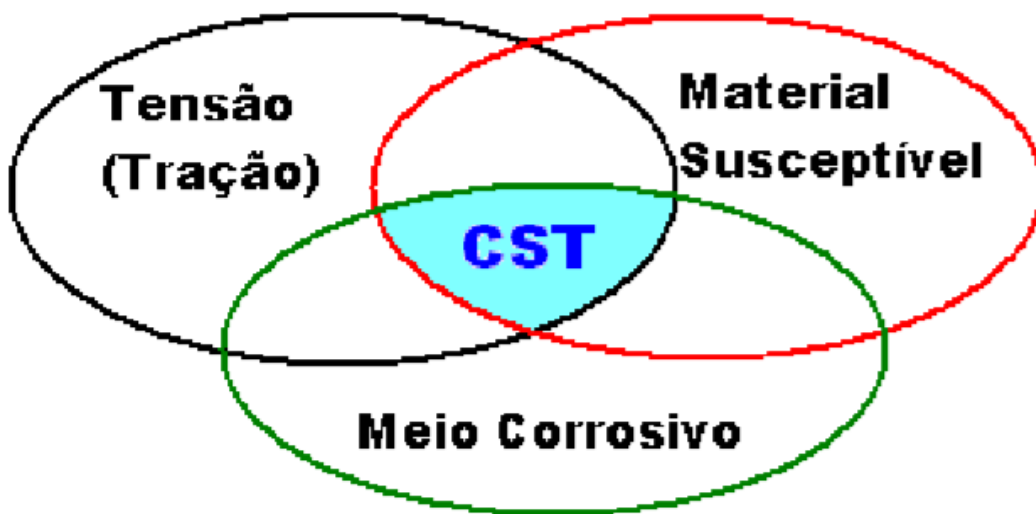 Tensão
(Tração)
Material
Susceptível
CST
Meio Corrosivo